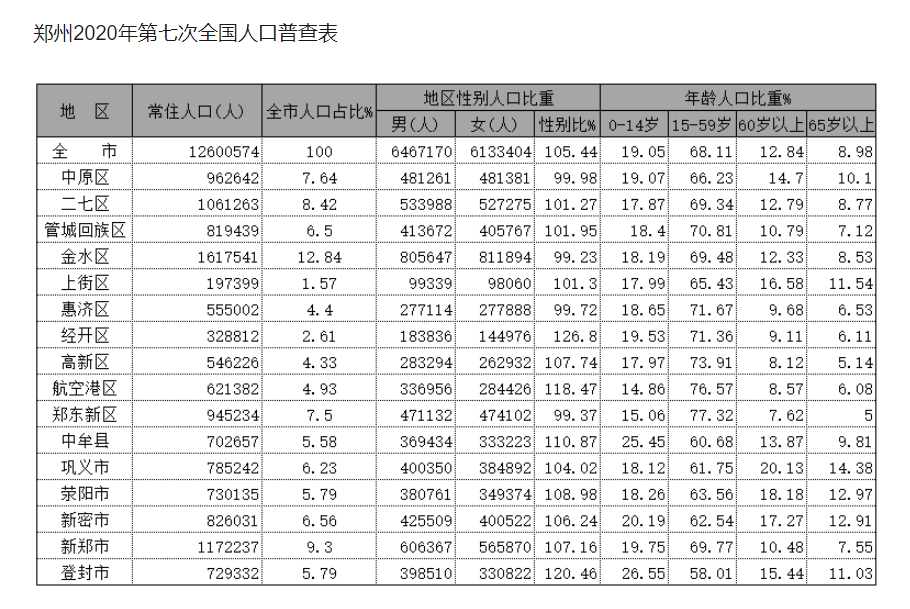 郑州2020年第七次全国人口普查表
地 区 常住人口(人) 全市人口占比% 地区性别人口比重 年龄人口比重%
男(人) 女(人) 性别比% 0-14岁 15-59岁 60岁以上 65岁以上
全 市 12600574 100 6467170 6133404 105.44 19.05 68.11 12.84 8.98
中原区 962642 7.64 481261 481381 99.98 19.07 66.23 14.7 10.1
二七区 1061263 8.42 533988 527275 101.27 17.87 69.34 12.79 8.77
管城回族区 819439 6.5 413672 405767 101.95 18.4 70.81 10.79 7.12
金水区 1617541 12.84 805647 811894 99.23 18.19 69.48 12.33 8.53
上街区 197399 1.57 99339 98060 101.3 17.99 65.43 16.58 11.54
惠济区 555002 4.4 277114 277888 99.72 18.65 71.67 9.68 6.53
经开区 328812 2.61 183836 144976 126.8 19.53 71.36 9.11 6.11
高新区 546226 4.33 283294 262932 107.74 17.97 73.91 8.12 5.14
航空港区 621382 4.93 336956 284426 118.47 14.86 76.57 8.57 6.08
郑东新区 945234 7.5 471132 474102 99.37 15.06 77.32 7.62 5
中牟县 702657 5.58 369434 333223 110.87 25.45 60.68 13.87 9.81
巩义市 785242 6.23 400350 384892 104.02 18.12 61.75 20.13 14.38
荥阳市 730135 5.79 380761 349374 108.98 18.26 63.56 18.18 12.97
新密市 826031 6.56 425509 400522 106.24 20.19 62.54 17.27 12.91
新郑市 1172237 9.3 606367 565870 107.16 19.75 69.77 10.48 7.55
登封市 729332 5.79 398510 330822 120.46 26.55 58.01 15.44 11.03